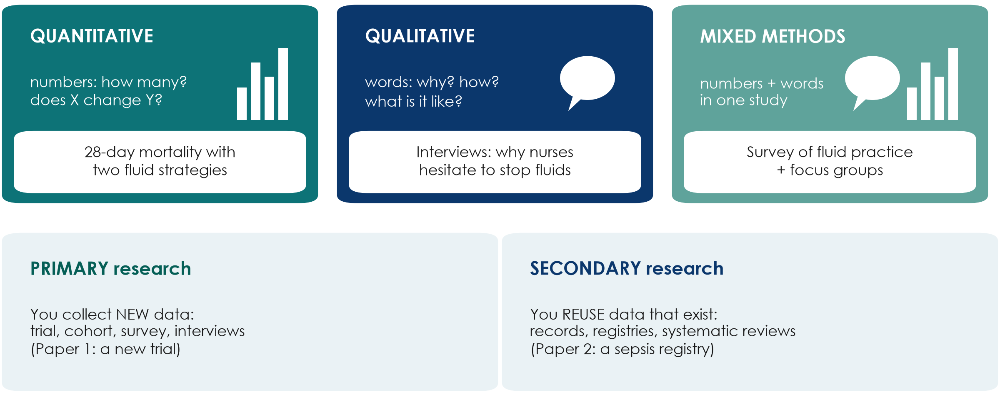 QUANTITATIVE
numbers: how many?
does X change Y?
28-day mortality with
two fluid strategies
QUALITATIVE
words: why? how?
what is it like?
Interviews: why nurses
hesitate to stop fluids
MIXED METHODS
numbers + words
in one study
Survey of fluid practice
+ focus groups
PRIMARY research
You collect NEW data:
trial, cohort, survey, interviews
(Paper 1: a new trial)
SECONDARY research
You REUSE data that exist:
records, registries, systematic reviews
(Paper 2: a sepsis registry)